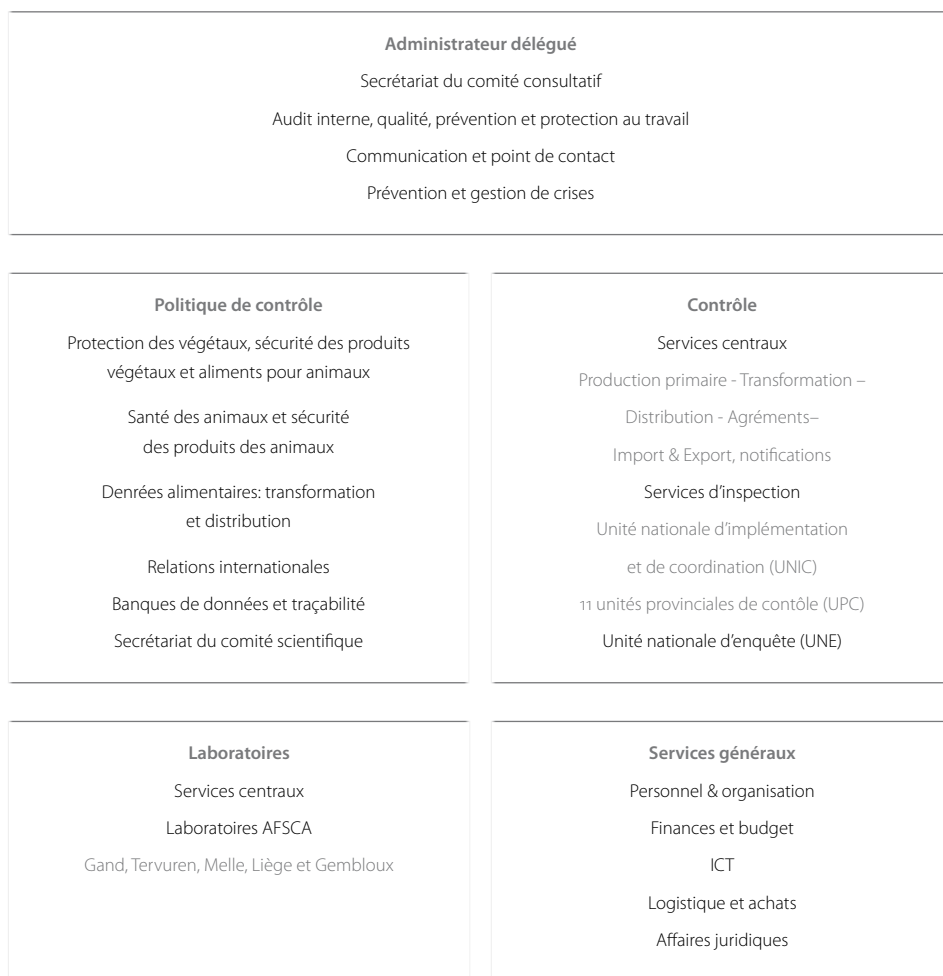 Administrateur délégué
Secrétariat du comité consultatif
Audit interne, qualité, prévention et protection au travail
Communication et point de contact
Prévention et gestion de crises
Politique de contrôle
Protection des végétaux, sécurité des produits
végétaux et aliments pour animaux
Santé des animaux et sécurité
des produits des animaux
Denrées alimentaires: transformation
et distribution
Relations internationales
Banques de données et traçabilité
Secrétariat du comité scientifique
Contrôle
Services centraux
Production primaire - Transformation –
Distribution - Agréments–
Import & Export, notifications
Services d’inspection
Unité nationale d’implémentation
et de coordination (UNIC)
11 unités provinciales de contôle (UPC)
Unité nationale d’enquête (UNE)
Laboratoires
Services centraux
Laboratoires AFSCA
Gand, Tervuren, Melle, Liège et Gembloux
Services généraux
Personnel & organisation
Finances et budget
ICT
Logistique et achats
Affaires juridiques